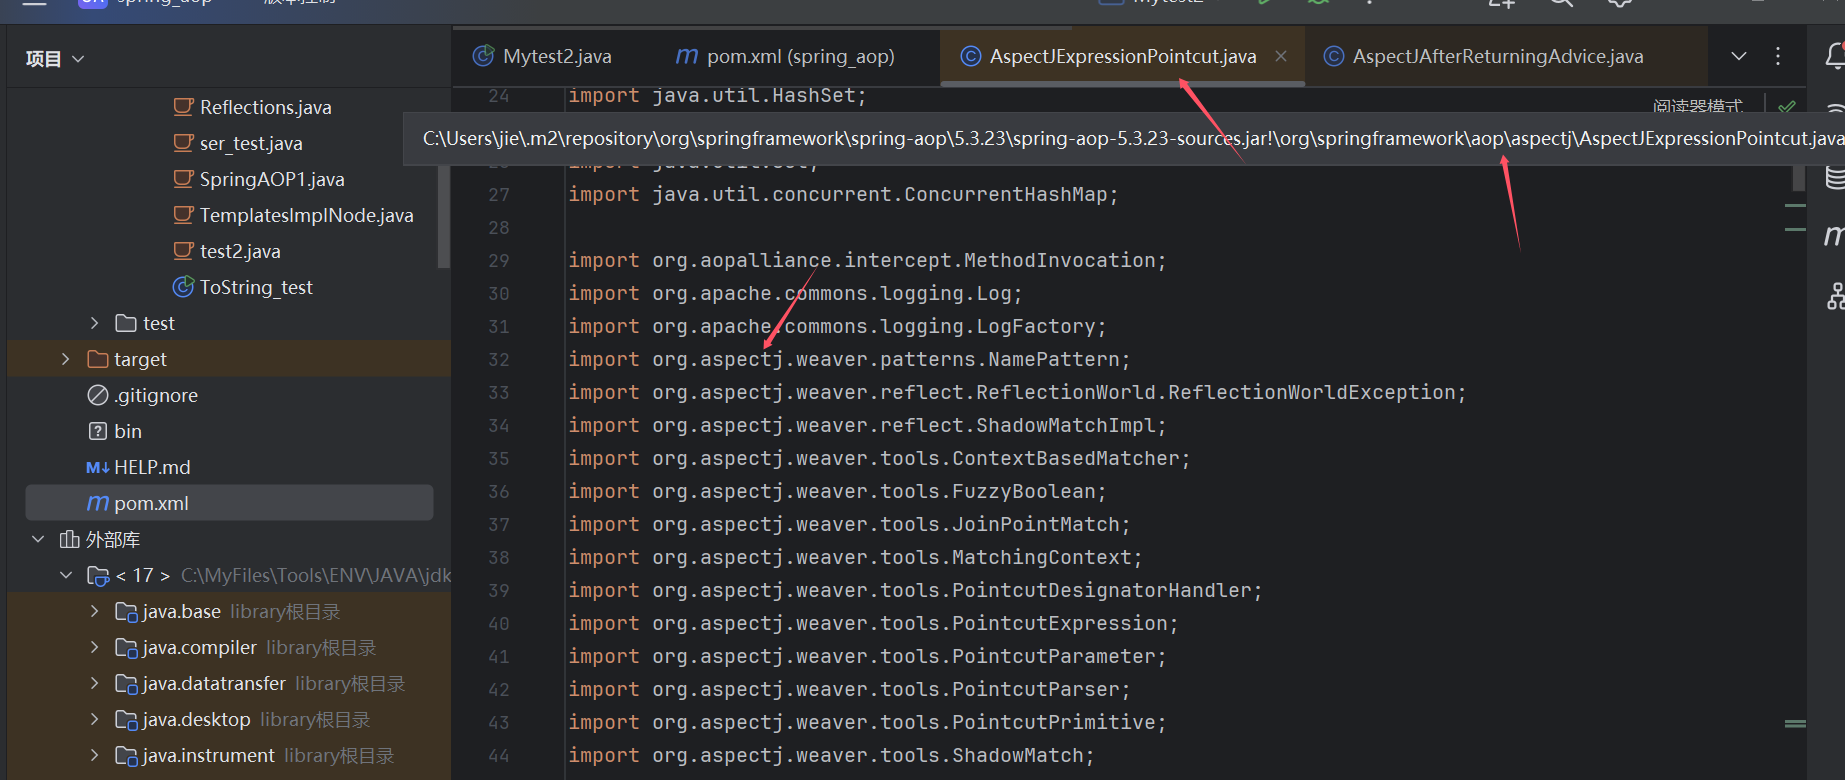 spring_aop
版本控制
Mytest2
项目
Mytest2.java
pom.xml (spring_aop)
AspectJExpressionPointcut.java
AspectJAfterReturningAdvice.java
Reflections.java
ser_test.java
SpringAOP1.java
TemplatesImplNode.java
test2.java
ToString_test
test
target
.gitignore
bin
HELP.md
pom.xml
外部库
< 17 > C:\MyFiles\Tools\ENV\JAVA\jdk
java.base library根目录
java.compiler library根目录
java.datatransfer library根目录
java.desktop library根目录
java.instrument library根目录
24 import java.util.HashSet;
阅读器模式
C:\Users\jie\.m2\repository\org\springframework\spring-aop\5.3.23\spring-aop-5.3.23-sources.jar!\org\springframework\aop\aspectj\AspectJExpressionPointcut.java
26 import java.util.Set;
27 import java.util.concurrent.ConcurrentHashMap;
28
29 import org.aopalliance.intercept.MethodInvocation;
30 import org.apache.commons.logging.Log;
31 import org.apache.commons.logging.LogFactory;
32 import org.aspectj.weaver.patterns.NamePattern;
33 import org.aspectj.weaver.reflect.ReflectionWorld.ReflectionWorldException;
34 import org.aspectj.weaver.reflect.ShadowMatchImpl;
35 import org.aspectj.weaver.tools.ContextBasedMatcher;
36 import org.aspectj.weaver.tools.FuzzyBoolean;
37 import org.aspectj.weaver.tools.JoinPointMatch;
38 import org.aspectj.weaver.tools.MatchingContext;
39 import org.aspectj.weaver.tools.PointcutDesignatorHandler;
40 import org.aspectj.weaver.tools.PointcutExpression;
41 import org.aspectj.weaver.tools.PointcutParameter;
42 import org.aspectj.weaver.tools.PointcutParser;
43 import org.aspectj.weaver.tools.PointcutPrimitive;
44 import org.aspectj.weaver.tools.ShadowMatch;